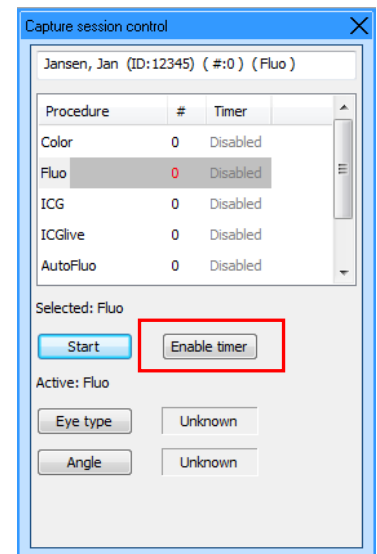 Capture session control
Jansen, Jan (ID:12345) ( #:0 ) ( Fluo )
Procedure # Timer
Color 0 Disabled
Fluo 0 Disabled
ICG 0 Disabled
ICGlive 0 Disabled
AutoFluo 0 Disabled
Selected: Fluo
Start Enable timer
Active: Fluo
Eye type Unknown
Angle Unknown